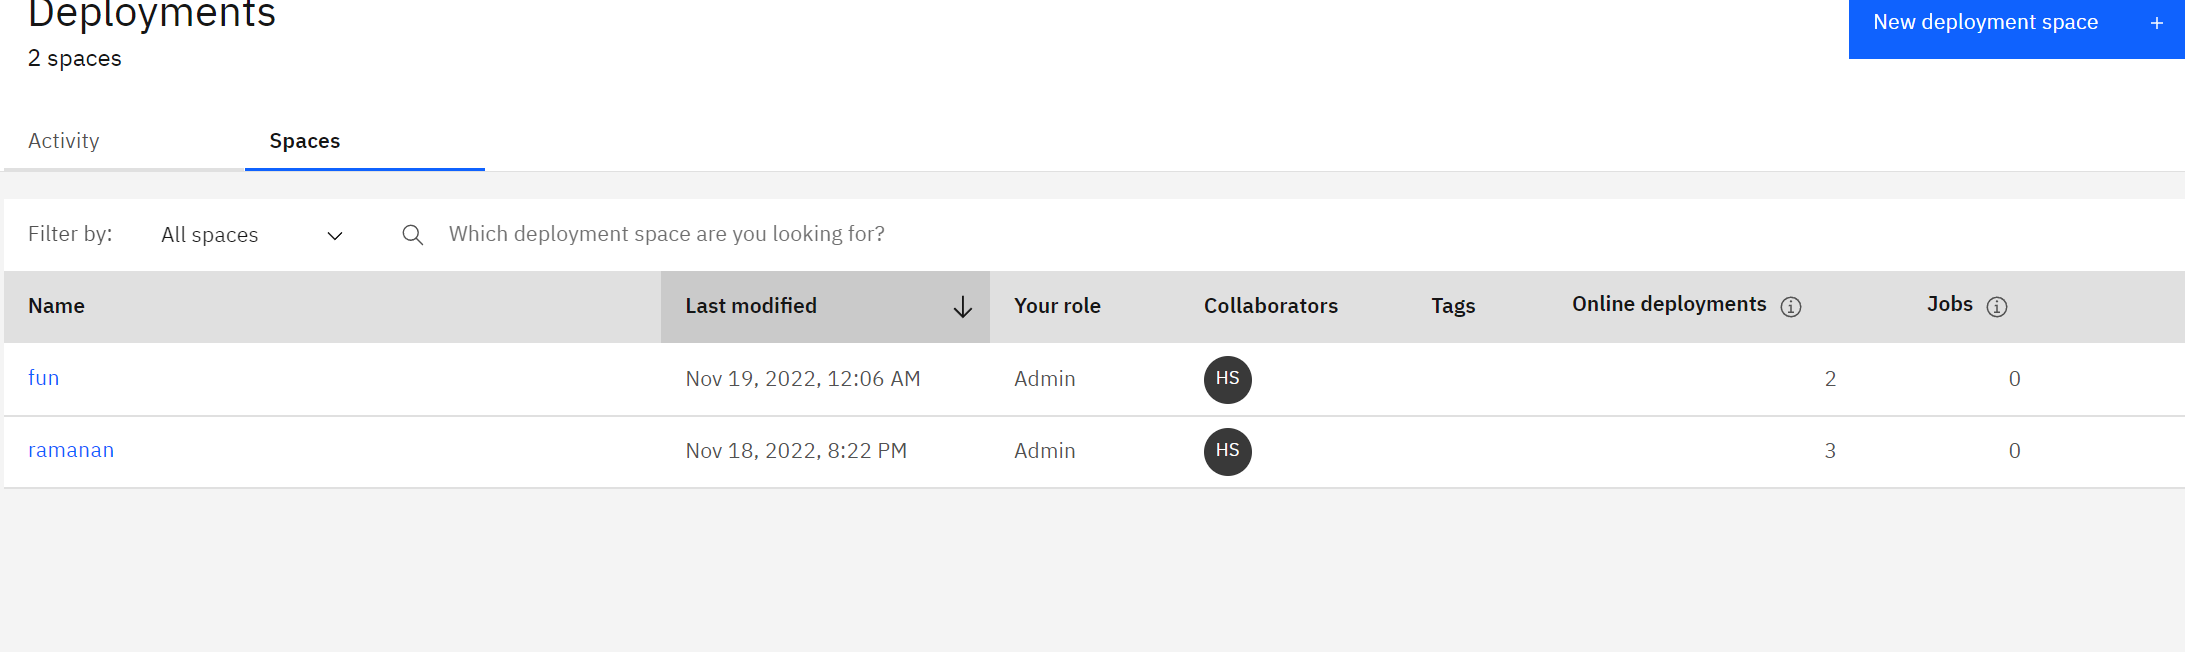 Deployments
New deployment space +
2 spaces
Activity Spaces
Filter by: All spaces Which deployment space are you looking for?
Name Last modified Your role Collaborators Tags Online deployments Jobs
fun Nov 19, 2022, 12:06 AM Admin HS 2 0
ramanan Nov 18, 2022, 8:22 PM Admin HS 3 0